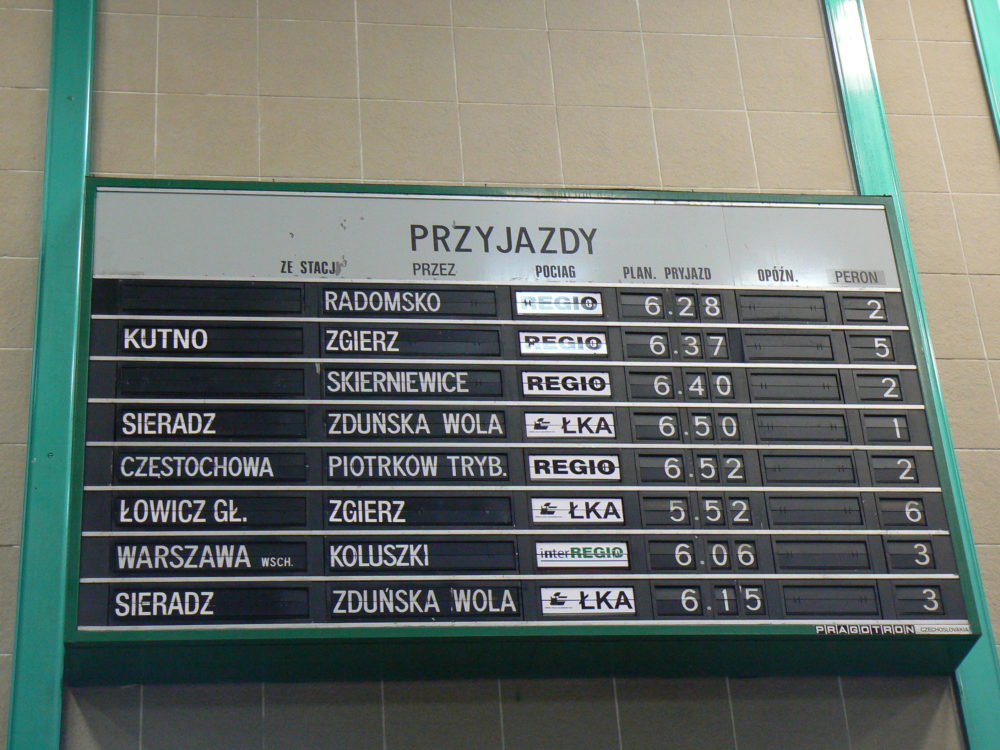 PRZYJAZDY
ZE STACJI PRZEZ POCIĄG PLAN. PRYJAZD OPÓŹN. PERON
RADOMSKO REGIO 6.28 2
KUTNO ZGIERZ REGIO 6.37 5
SKIERNIEWICE REGIO 6.40 2
SIERADZ ZDUŃSKA WOLA ŁKA 6.50 1
CZĘSTOCHOWA PIOTRKÓW TRYB. REGIO 6.52 2
ŁOWICZ GŁ. ZGIERZ ŁKA 5.52 6
WARSZAWA WSCH. KOLUSZKI interREGIO 6.06 3
SIERADZ ZDUŃSKA WOLA ŁKA 6.15 3
PRAGOTRON CZECHOSLOVAKIA